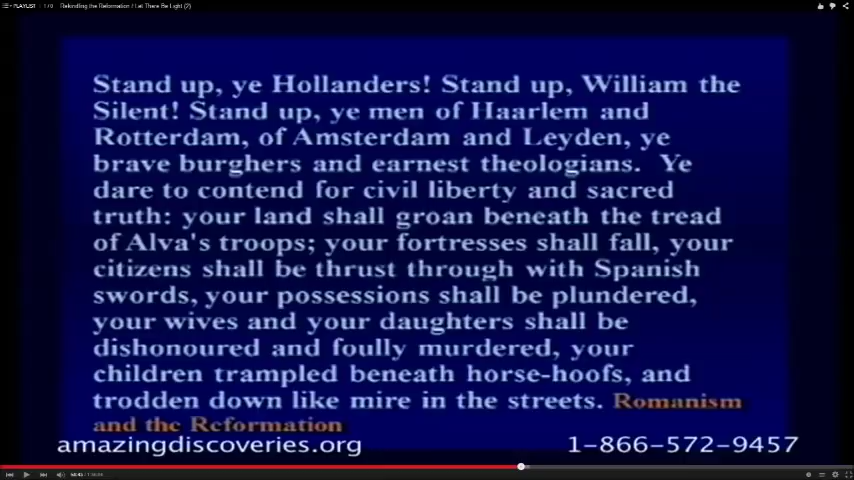 PLAYLIST
Rekindling the Reformation / Let There Be Light (2)
Stand up, ye Hollanders! Stand up, William the
Silent! Stand up, ye men of Haarlem and
Rotterdam, of Amsterdam and Leyden, ye
brave burghers and earnest theologians. Ye
dare to contend for civil liberty and sacred
truth: your land shall groan beneath the tread
of Alva's troops; your fortresses shall fall, your
citizens shall be thrust through with Spanish
swords, your possessions shall be plundered,
your wives and your daughters shall be
dishonoured and foully murdered, your
children trampled beneath horse-hoofs, and
trodden down like mire in the streets. Romanism
and the Reformation
amazingdiscoveries.org 1-866-572-9457